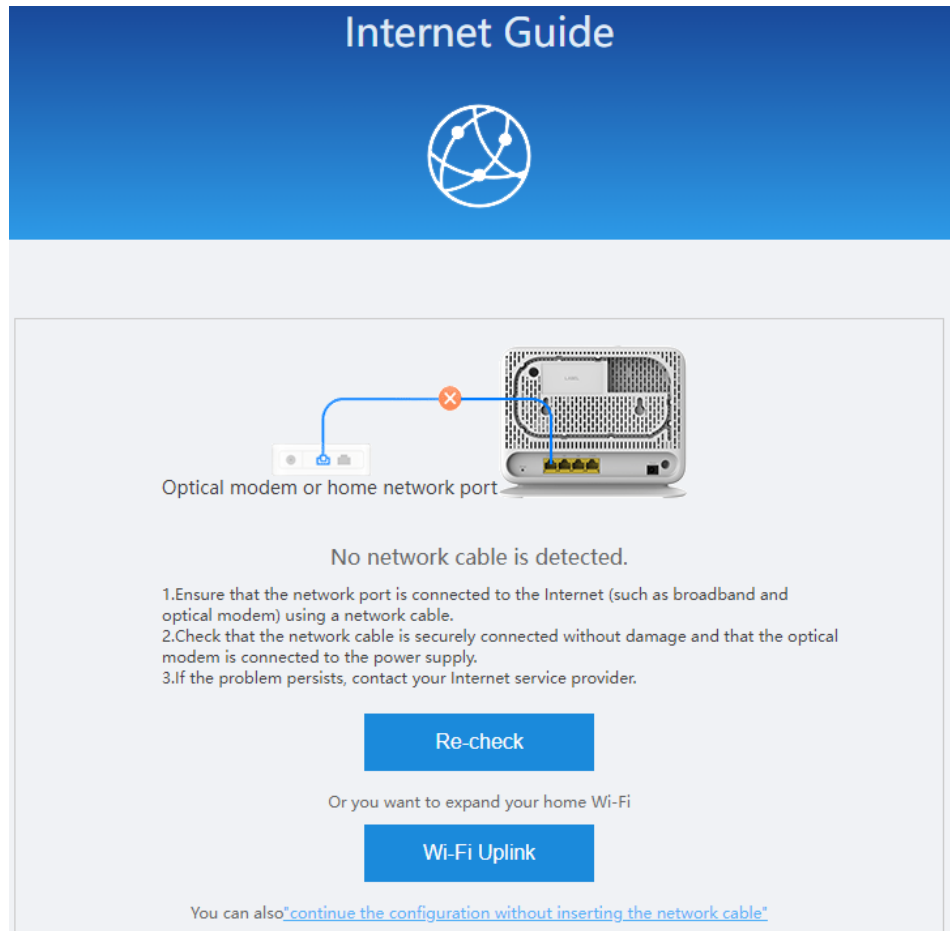 Internet Guide
LABEL
Optical modem or home network port
No network cable is detected.
1.Ensure that the network port is connected to the Internet (such as broadband and
optical modem) using a network cable.
2.Check that the network cable is securely connected without damage and that the optical
modem is connected to the power supply.
3.If the problem persists, contact your Internet service provider.
Re-check
Or you want to expand your home Wi-Fi
Wi-Fi Uplink
You can also"continue the configuration without inserting the network cable"